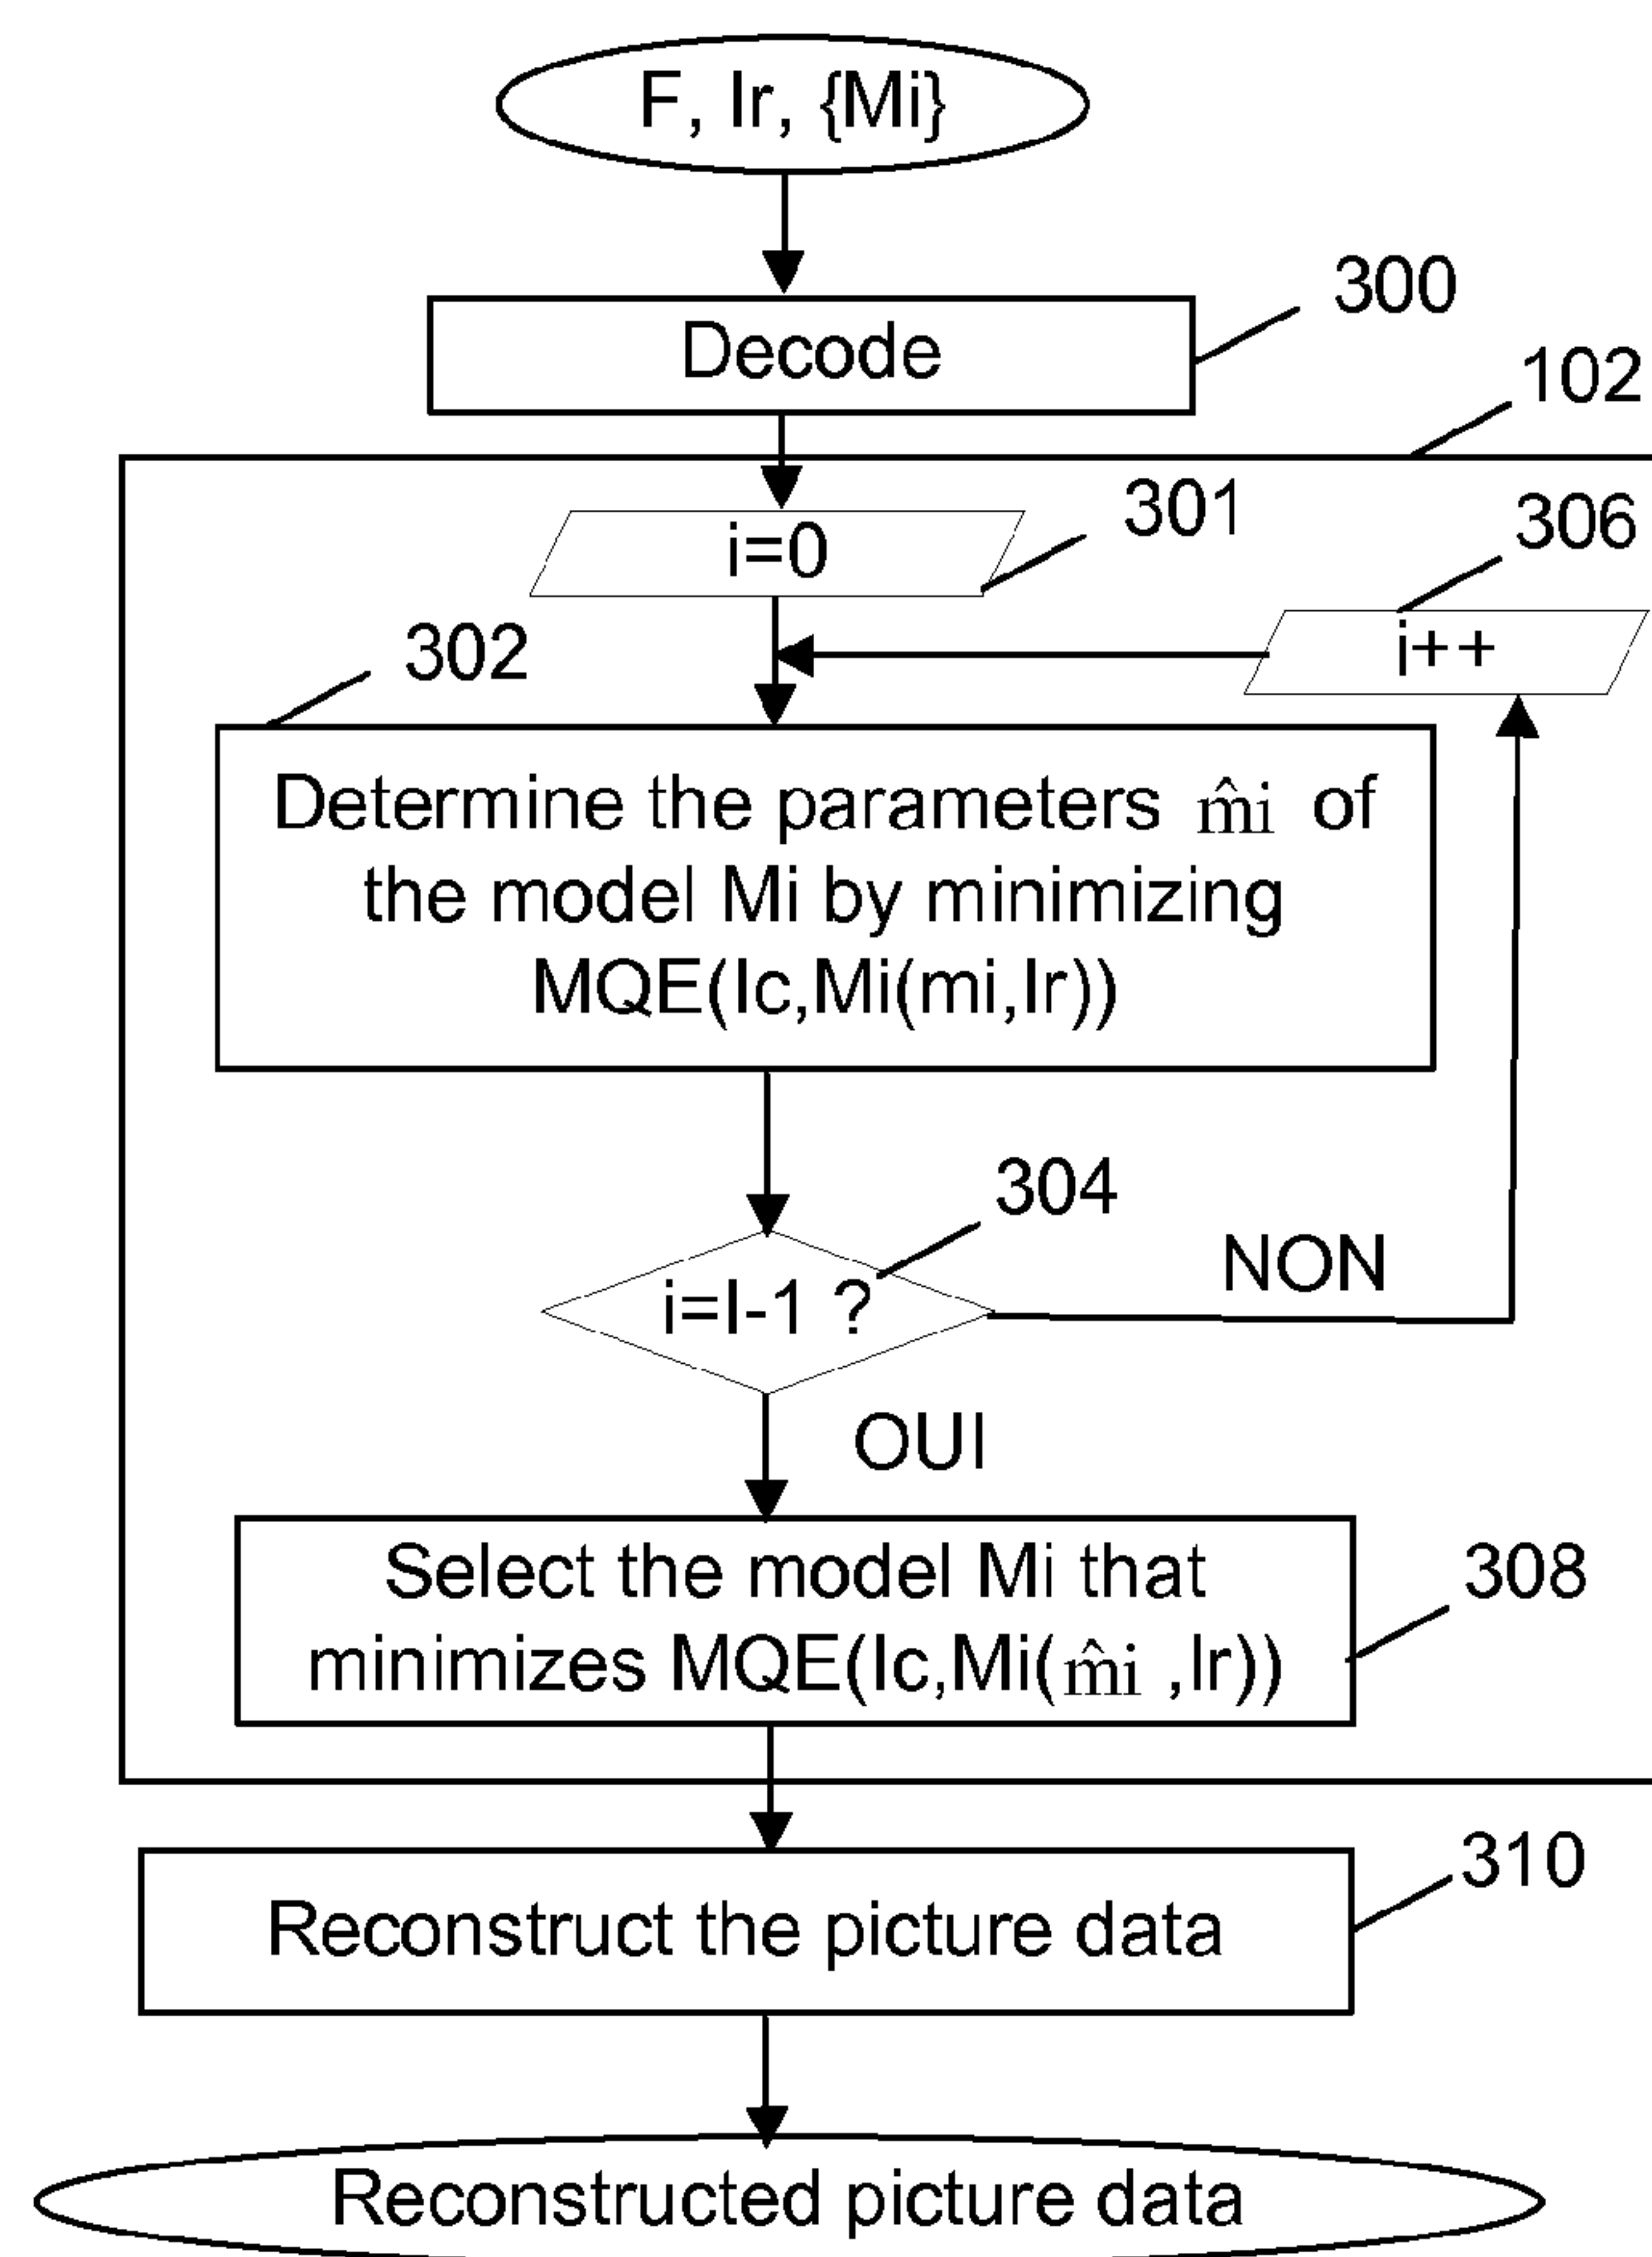 F, Ir, {Mi}
300
Decode
102
301
i=0
306
i++
302
Determine the parameters m̂i of
the model Mi by minimizing
MQE(Ic,Mi(mi,Ir))
304
i=I-1 ?
NON
OUI
Select the model Mi that
minimizes MQE(Ic,Mi(m̂i ,Ir))
308
310
Reconstruct the picture data
Reconstructed picture data